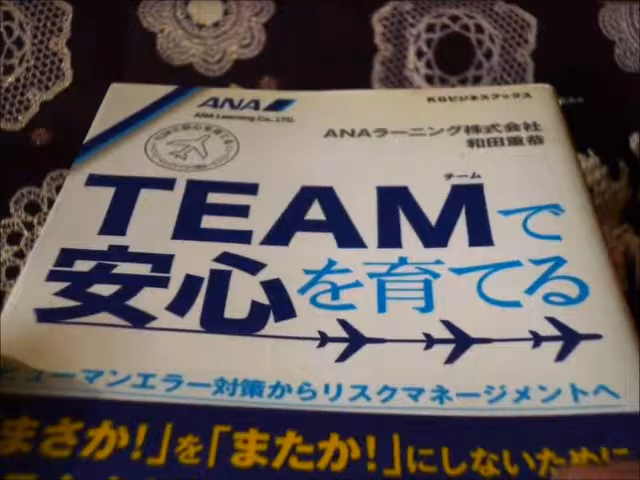 ANA
ANA Learning Co., LTD.
KGビジネスブックス
ANAラーニング株式会社
和田重恭
チーム
TEAMで
安心を育てる
ヒューマンエラー対策からリスクマネージメントへ
「まさか!」を「またか!」にしないために